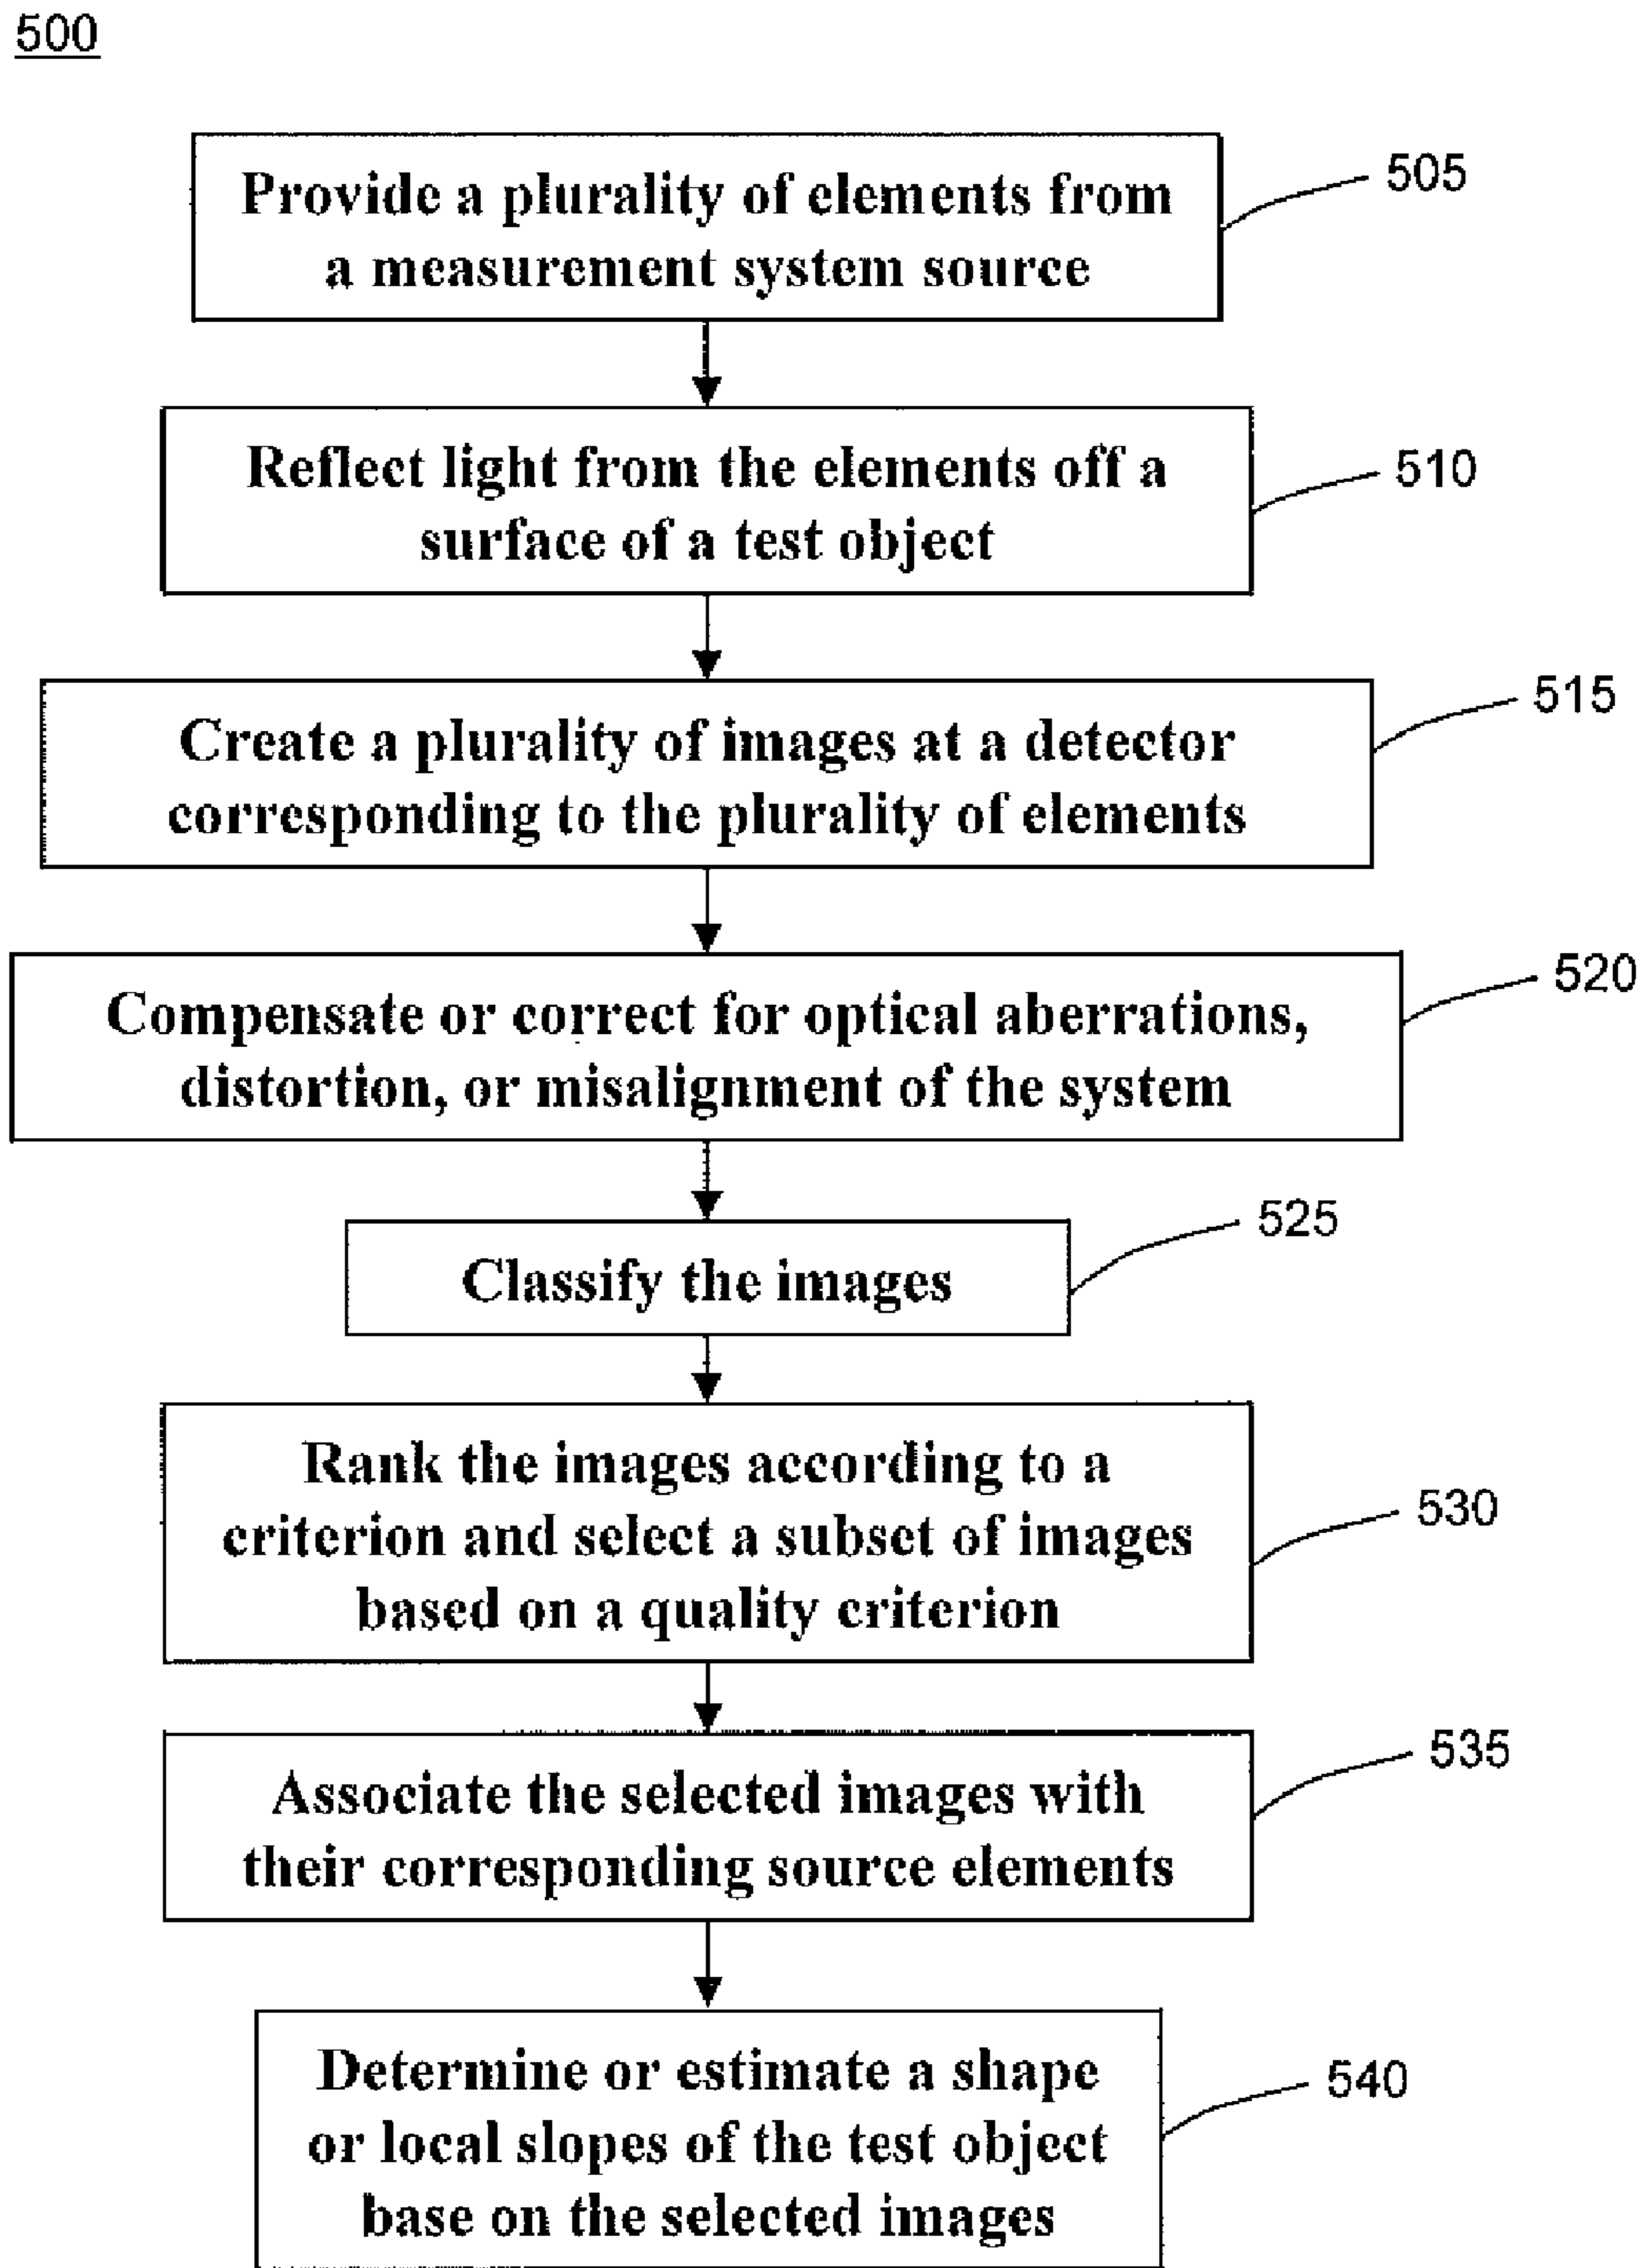 500
Provide a plurality of elements from
a measurement system source
505
Reflect light from the elements off a
surface of a test object
510
Create a plurality of images at a detector
corresponding to the plurality of elements
515
Compensate or correct for optical aberrations,
distortion, or misalignment of the system
520
Classify the images
525
Rank the images according to a
criterion and select a subset of images
based on a quality criterion
530
Associate the selected images with
their corresponding source elements
535
Determine or estimate a shape
or local slopes of the test object
base on the selected images
540